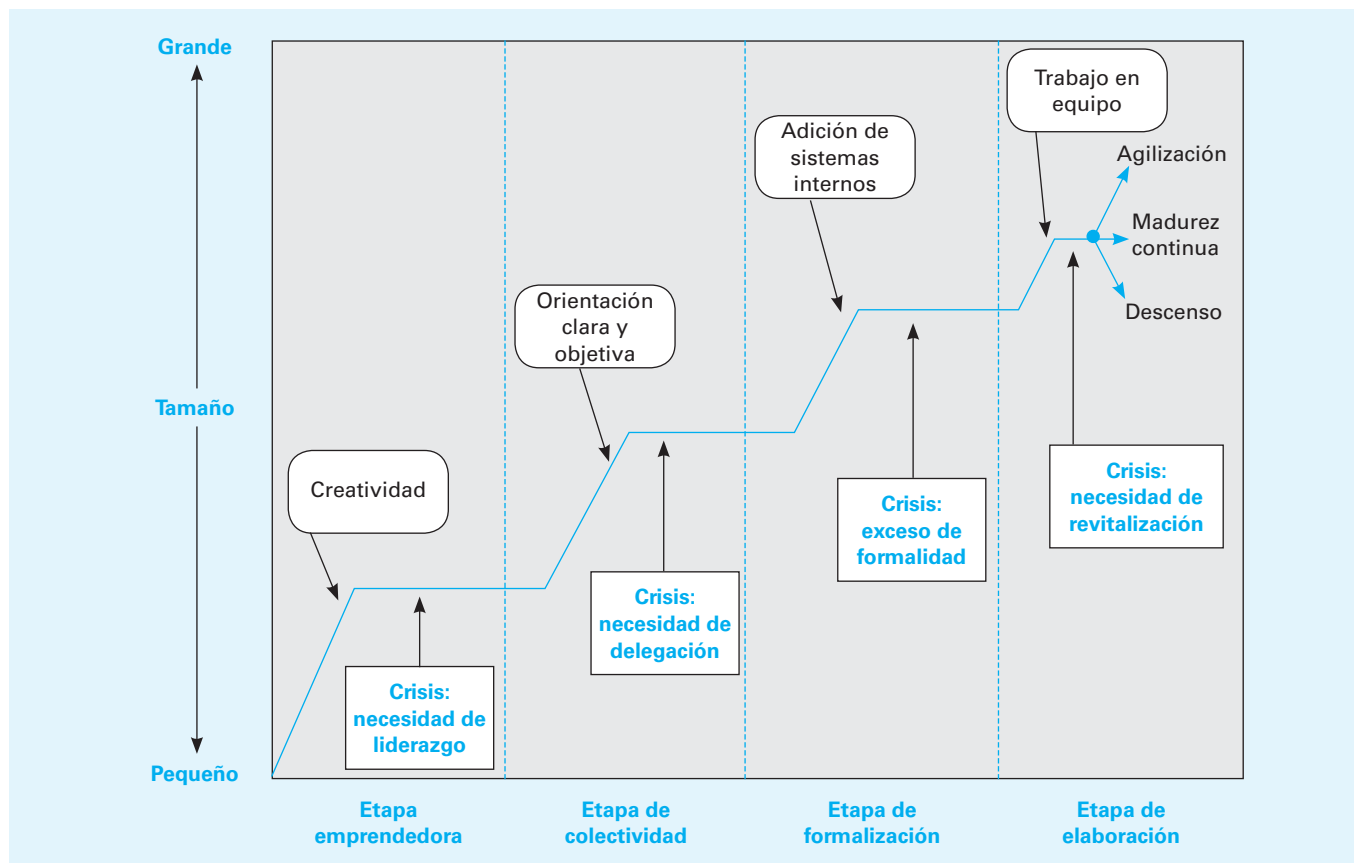 Grande
Trabajo en
equipo
Adición de
sistemas
internos
Agilización
Madurez
continua
Descenso
Orientación
clara y
objetiva
Tamaño
Creatividad
Crisis:
necesidad de
revitalización
Crisis:
exceso de
formalidad
Crisis:
necesidad de
delegación
Crisis:
necesidad de
liderazgo
Pequeño
Etapa
emprendedora
Etapa de
colectividad
Etapa de
formalización
Etapa de
elaboración